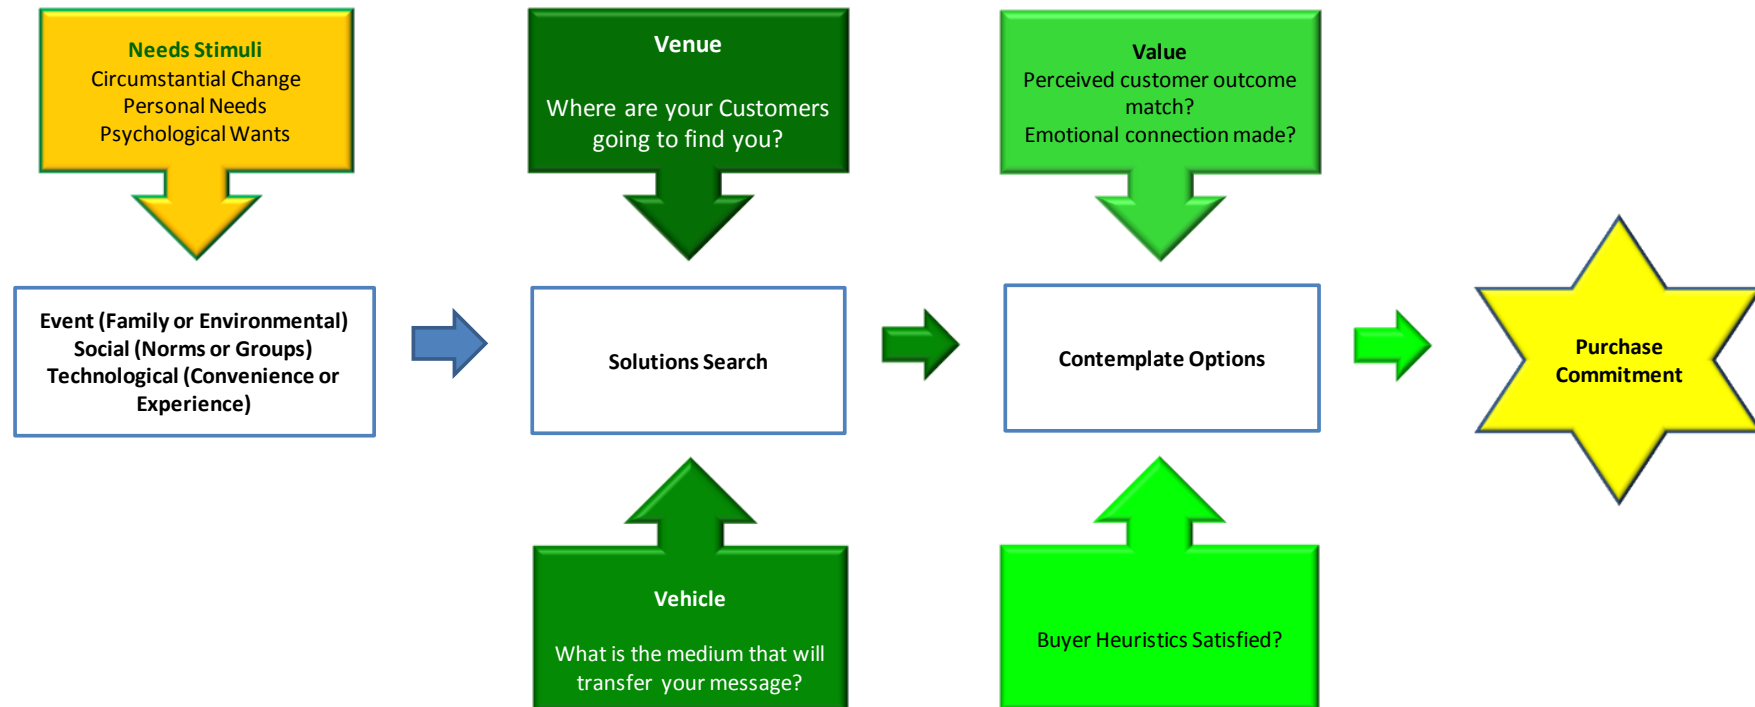 Needs Stimuli
Circumstantial Change
Personal Needs
Psychological Wants
Venue
Where are your Customers
going to find you?
Value
Perceived customer outcome
match?
Emotional connection made?
Event (Family or Environmental)
Social (Norms or Groups)
Technological (Convenience or
Experience)
Solutions Search
Contemplate Options
Purchase
Commitment
Vehicle
What is the medium that will
transfer your message?
Buyer Heuristics Satisfied?